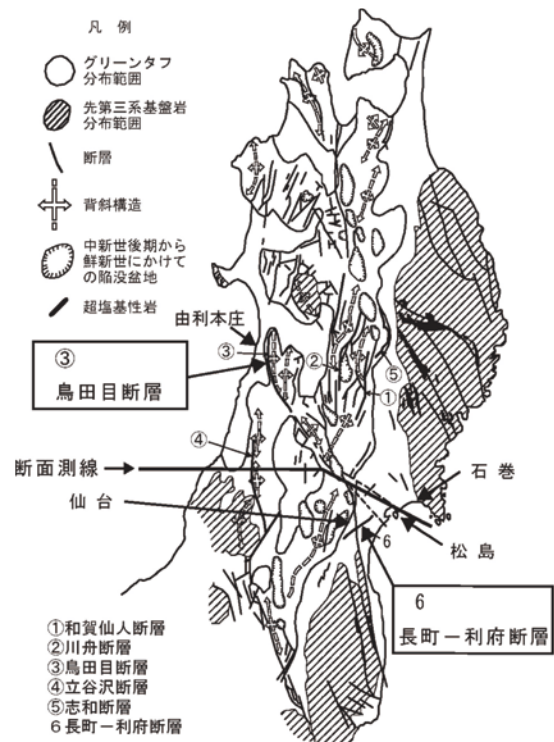 凡 例
グリーンタフ
分布範囲
先第三系基盤岩
分布範囲
断層
背斜構造
中新世後期から
鮮新世にかけて
の陥没盆地
超塩基性岩
由利本庄
③
鳥田目断層
③
②
⑤
①
④
断面測線
仙台
石巻
松島
6
6
長町－利府断層
①和賀仙人断層
②川舟断層
③鳥田目断層
④立谷沢断層
⑤志和断層
6長町－利府断層